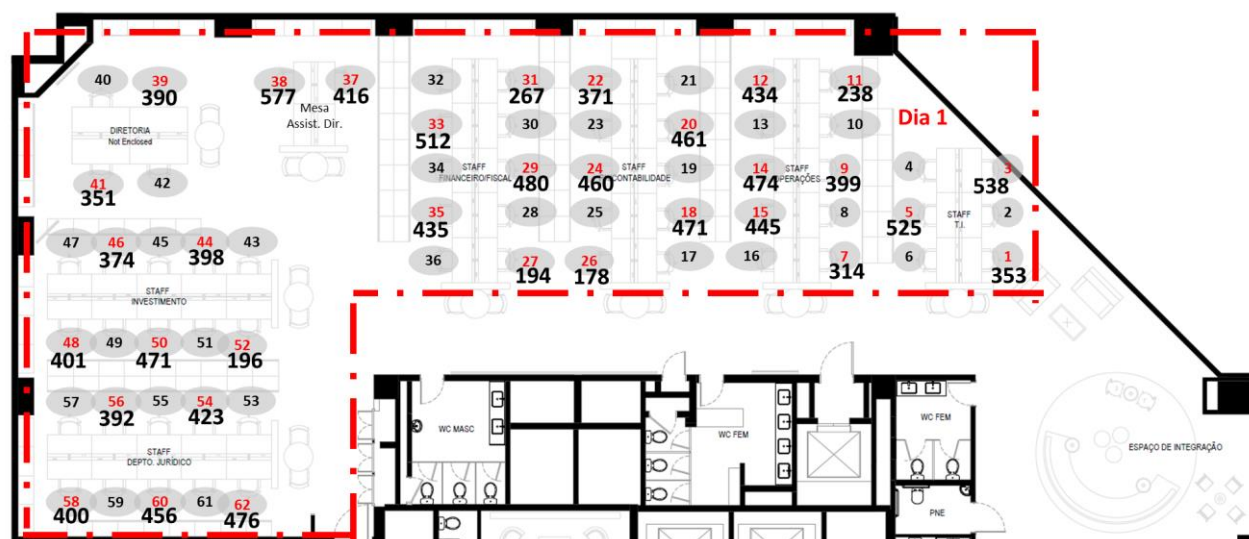 40 39 38 37 32 31 22 21 12 11
390 577 416 267 371 434 238
Mesa
Assist. Dir.
33 30 23 20 13 10 Dia 1
512 461
DIRETORIA
Not Enclosed
34 29 24 19 14 9 4 3
STAFF
FINANCEIRO/FISCAL
480 460
STAFF
CONTABILIDADE
474
STAFF
OPERAÇÕES
399 538
41 42
351
35 28 25 18 15 8 5 2
435 471 445 525
STAFF
T.I.
47 46 45 44 43
374 398
36 27 26 17 16 7 6 1
194 178 314 353
STAFF
INVESTIMENTO
48 49 50 51 52
401 471 196
57 56 55 54 53
392 423
STAFF
DEPTO. JURÍDICO
58 59 60 61 62
400 456 476
WC MASC
WC FEM
WC FEM
PNE
ESPAÇO DE INTEGRAÇÃO